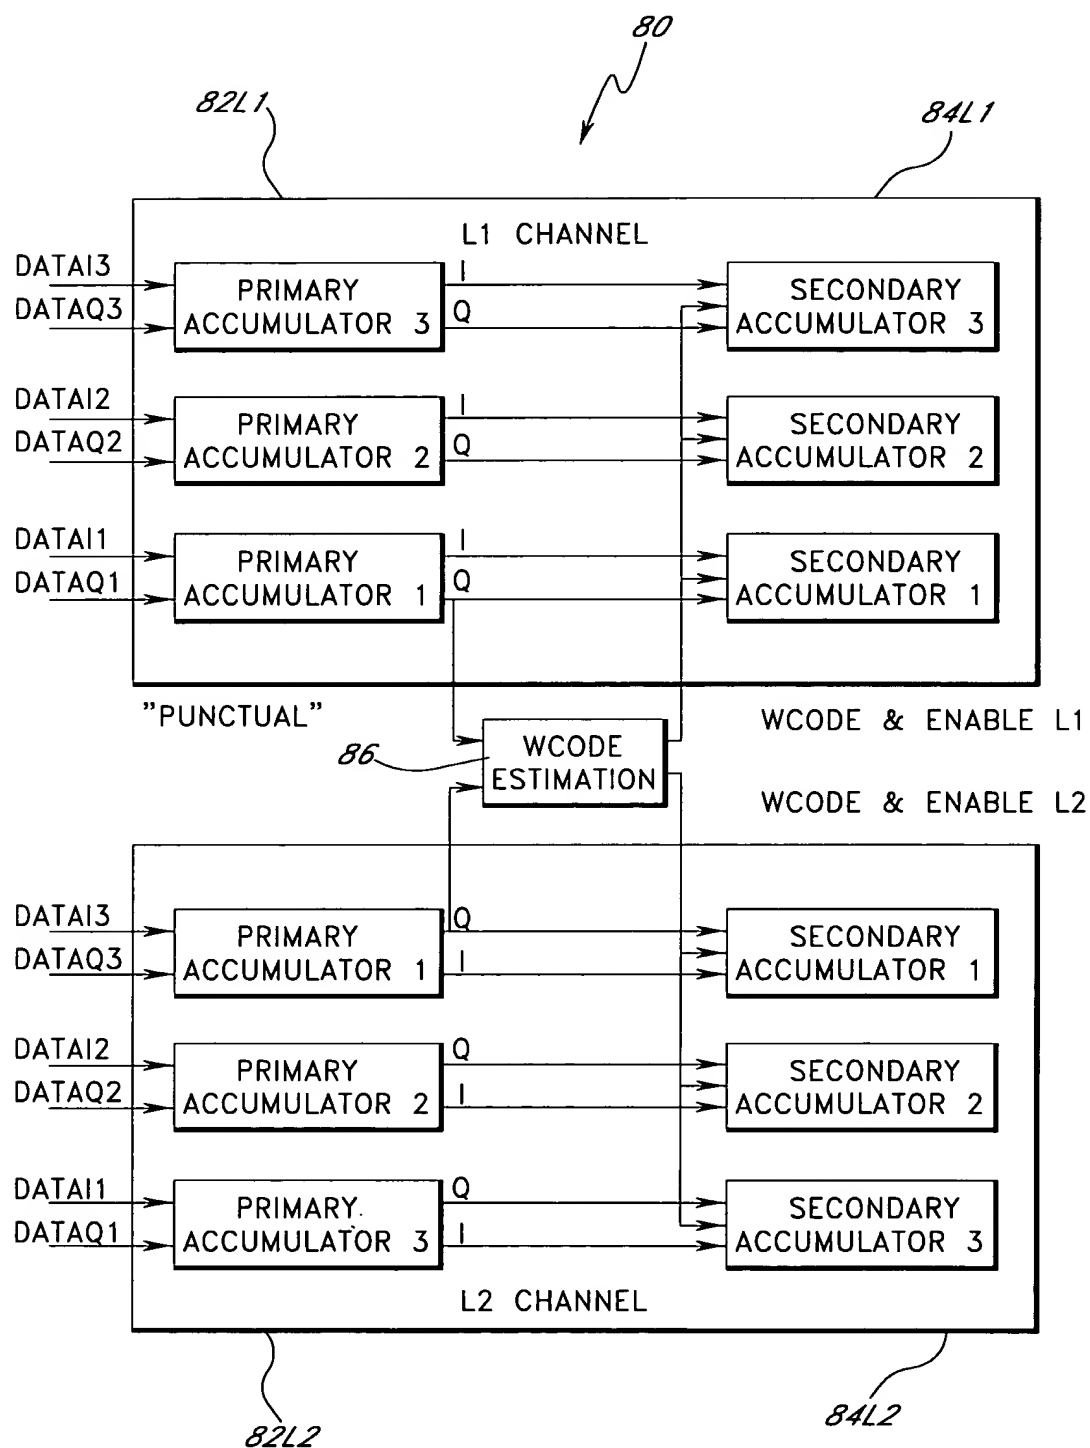 80
82L1
84L1
L1 CHANNEL
DATAI3
DATAQ3
PRIMARY
ACCUMULATOR 3
I
Q
SECONDARY
ACCUMULATOR 3
DATAI2
DATAQ2
PRIMARY
ACCUMULATOR 2
I
Q
SECONDARY
ACCUMULATOR 2
DATAI1
DATAQ1
PRIMARY
ACCUMULATOR 1
I
Q
SECONDARY
ACCUMULATOR 1
"PUNCTUAL"
86
WCODE
ESTIMATION
WCODE & ENABLE L1
WCODE & ENABLE L2
DATAI3
DATAQ3
PRIMARY
ACCUMULATOR 1
Q
I
SECONDARY
ACCUMULATOR 1
DATAI2
DATAQ2
PRIMARY
ACCUMULATOR 2
Q
I
SECONDARY
ACCUMULATOR 2
DATAI1
DATAQ1
PRIMARY
ACCUMULATOR 3
Q
I
SECONDARY
ACCUMULATOR 3
L2 CHANNEL
82L2
84L2